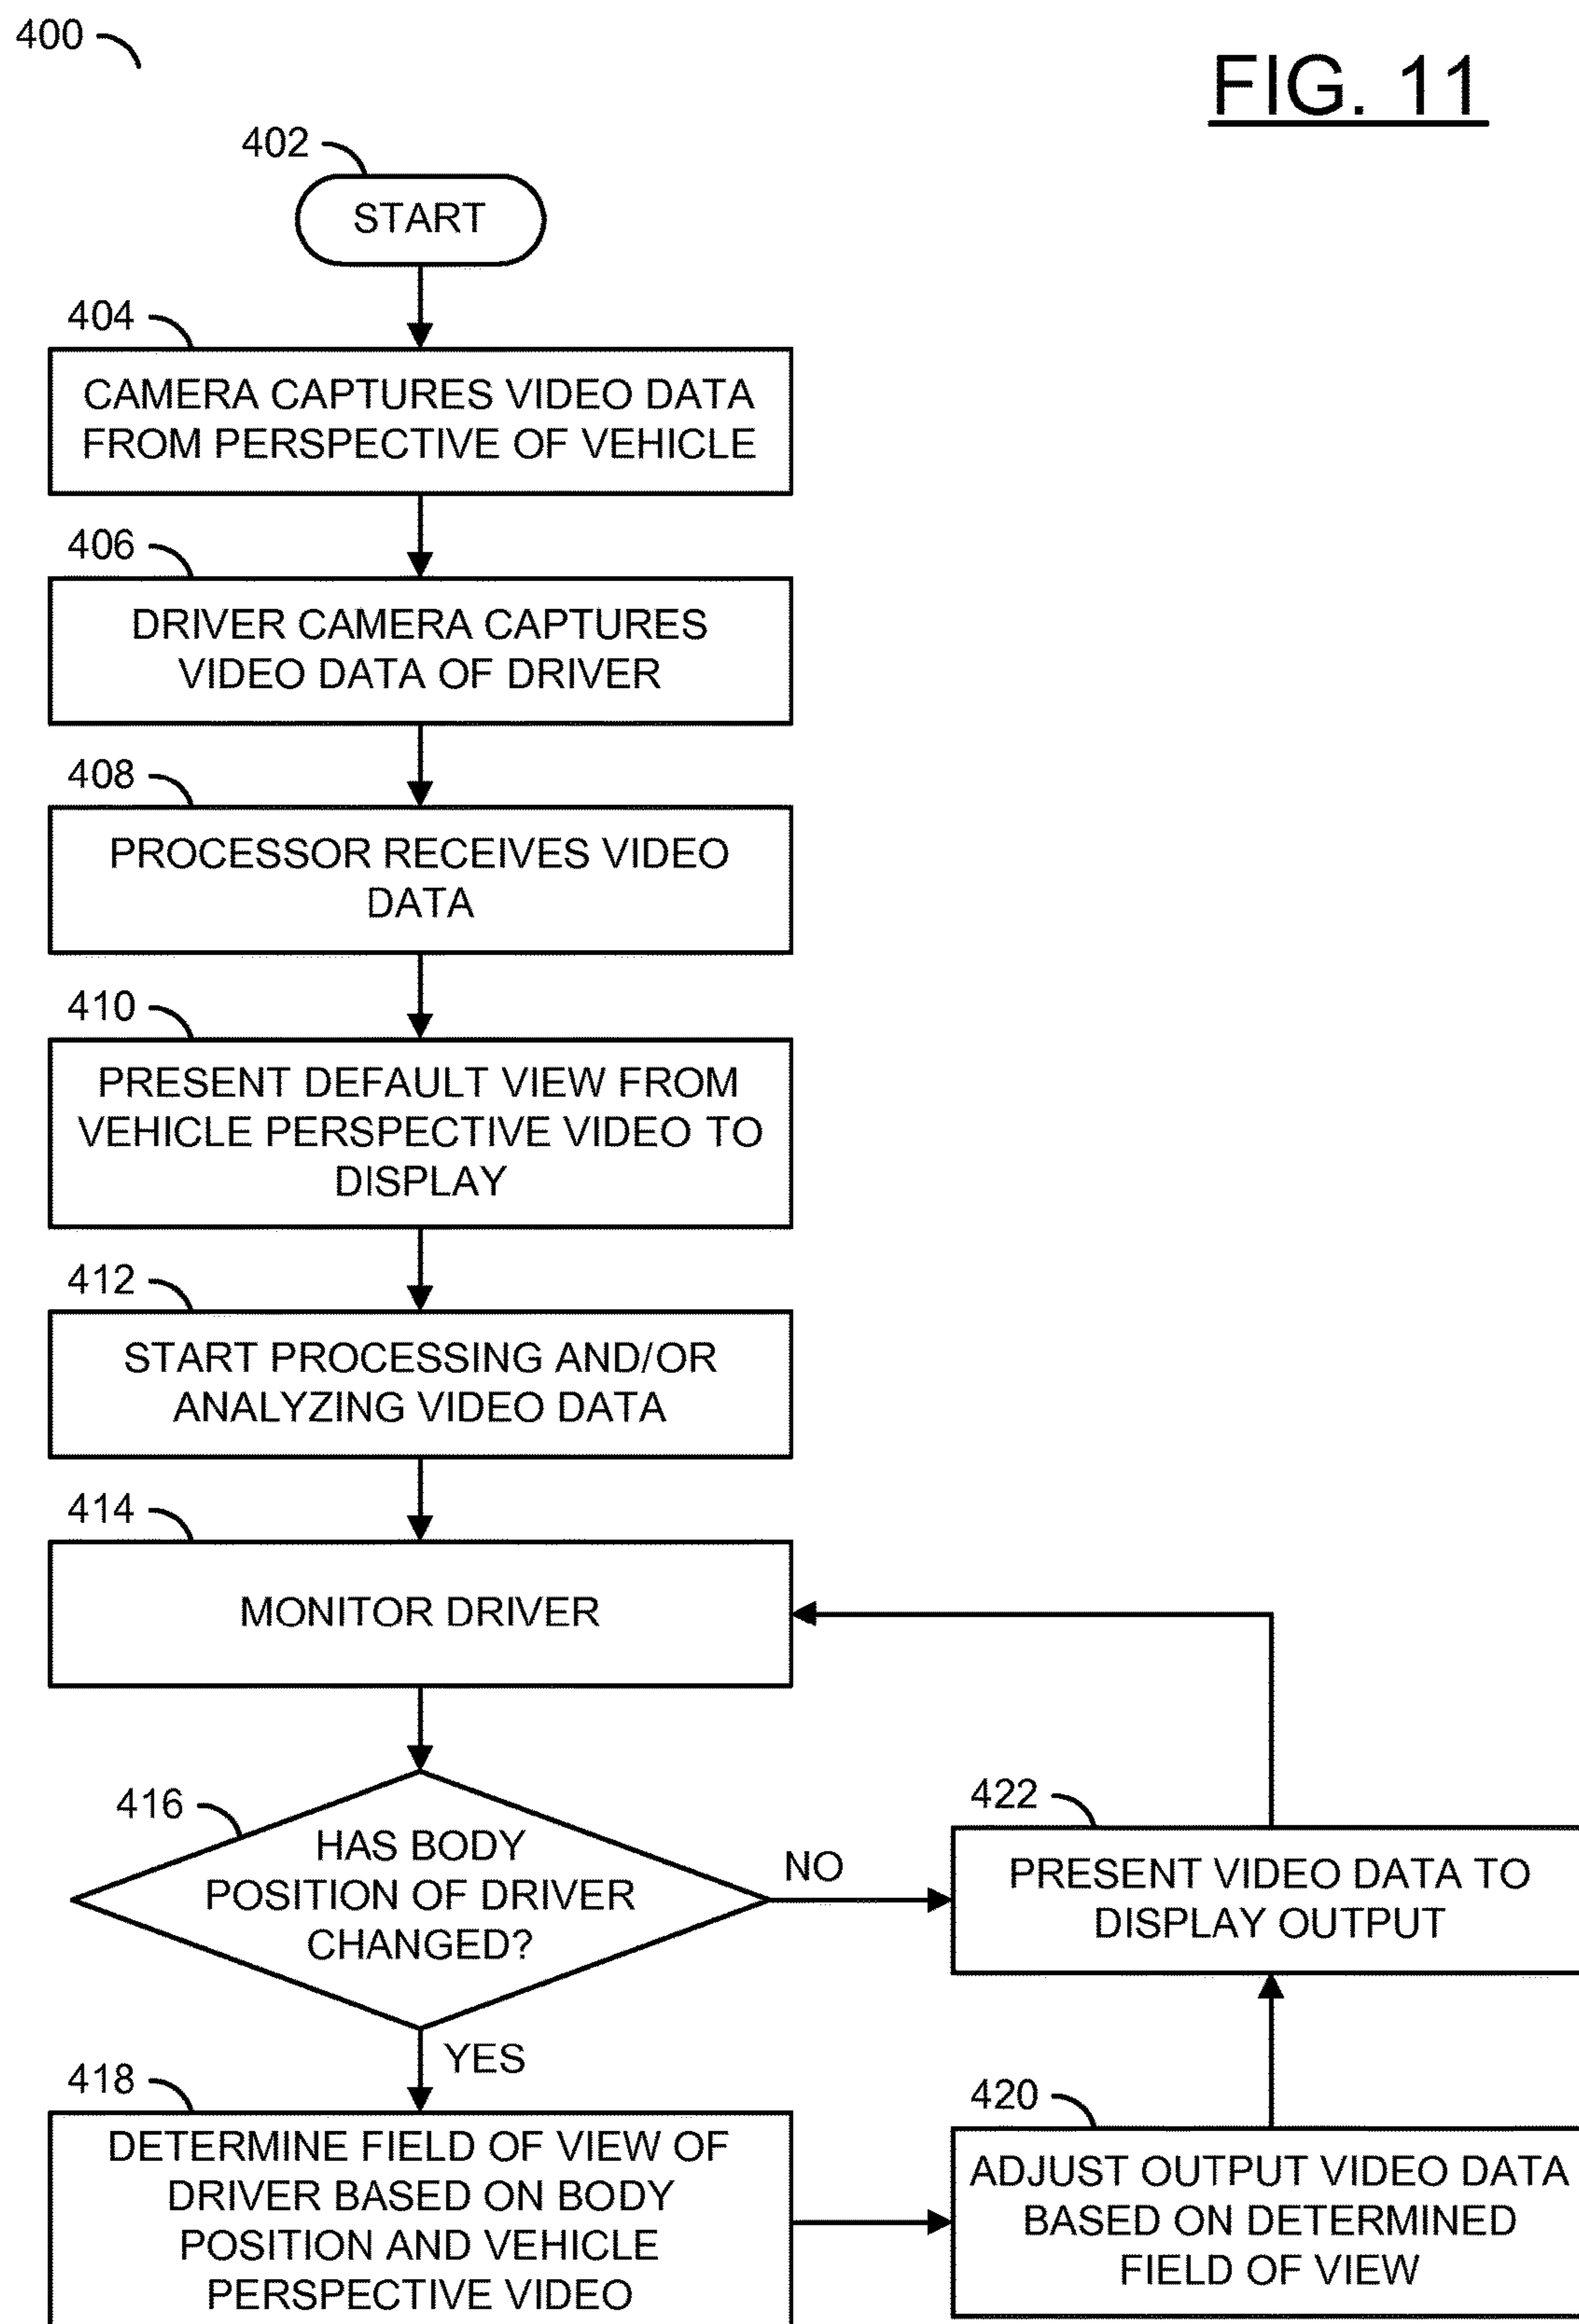 400
FIG. 11
402
START
404
CAMERA CAPTURES VIDEO DATA
FROM PERSPECTIVE OF VEHICLE
406
DRIVER CAMERA CAPTURES
VIDEO DATA OF DRIVER
408
PROCESSOR RECEIVES VIDEO
DATA
410
PRESENT DEFAULT VIEW FROM
VEHICLE PERSPECTIVE VIDEO TO
DISPLAY
412
START PROCESSING AND/OR
ANALYZING VIDEO DATA
414
MONITOR DRIVER
416
HAS BODY
POSITION OF DRIVER
CHANGED?
NO
YES
422
PRESENT VIDEO DATA TO
DISPLAY OUTPUT
418
DETERMINE FIELD OF VIEW OF
DRIVER BASED ON BODY
POSITION AND VEHICLE
PERSPECTIVE VIDEO
420
ADJUST OUTPUT VIDEO DATA
BASED ON DETERMINED
FIELD OF VIEW